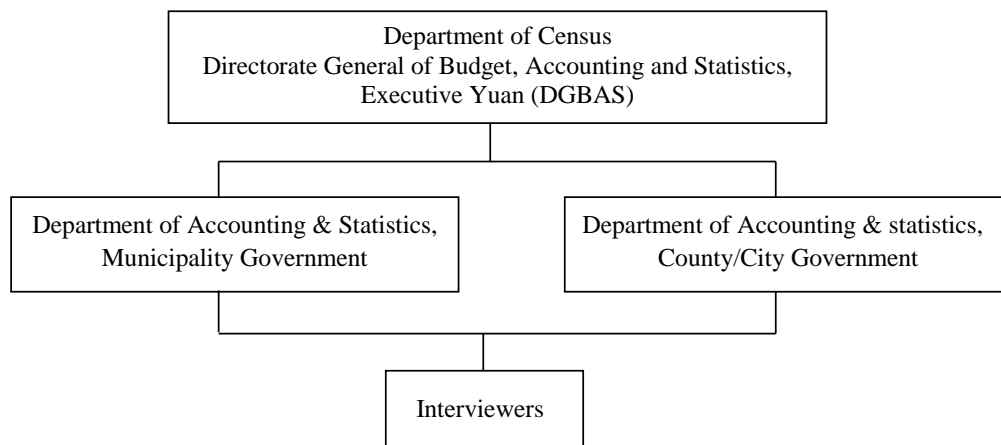 Department of Census
Directorate General of Budget, Accounting and Statistics,
Executive Yuan (DGBAS)
Department of Accounting & Statistics,
Municipality Government
Department of Accounting & statistics,
County/City Government
Interviewers